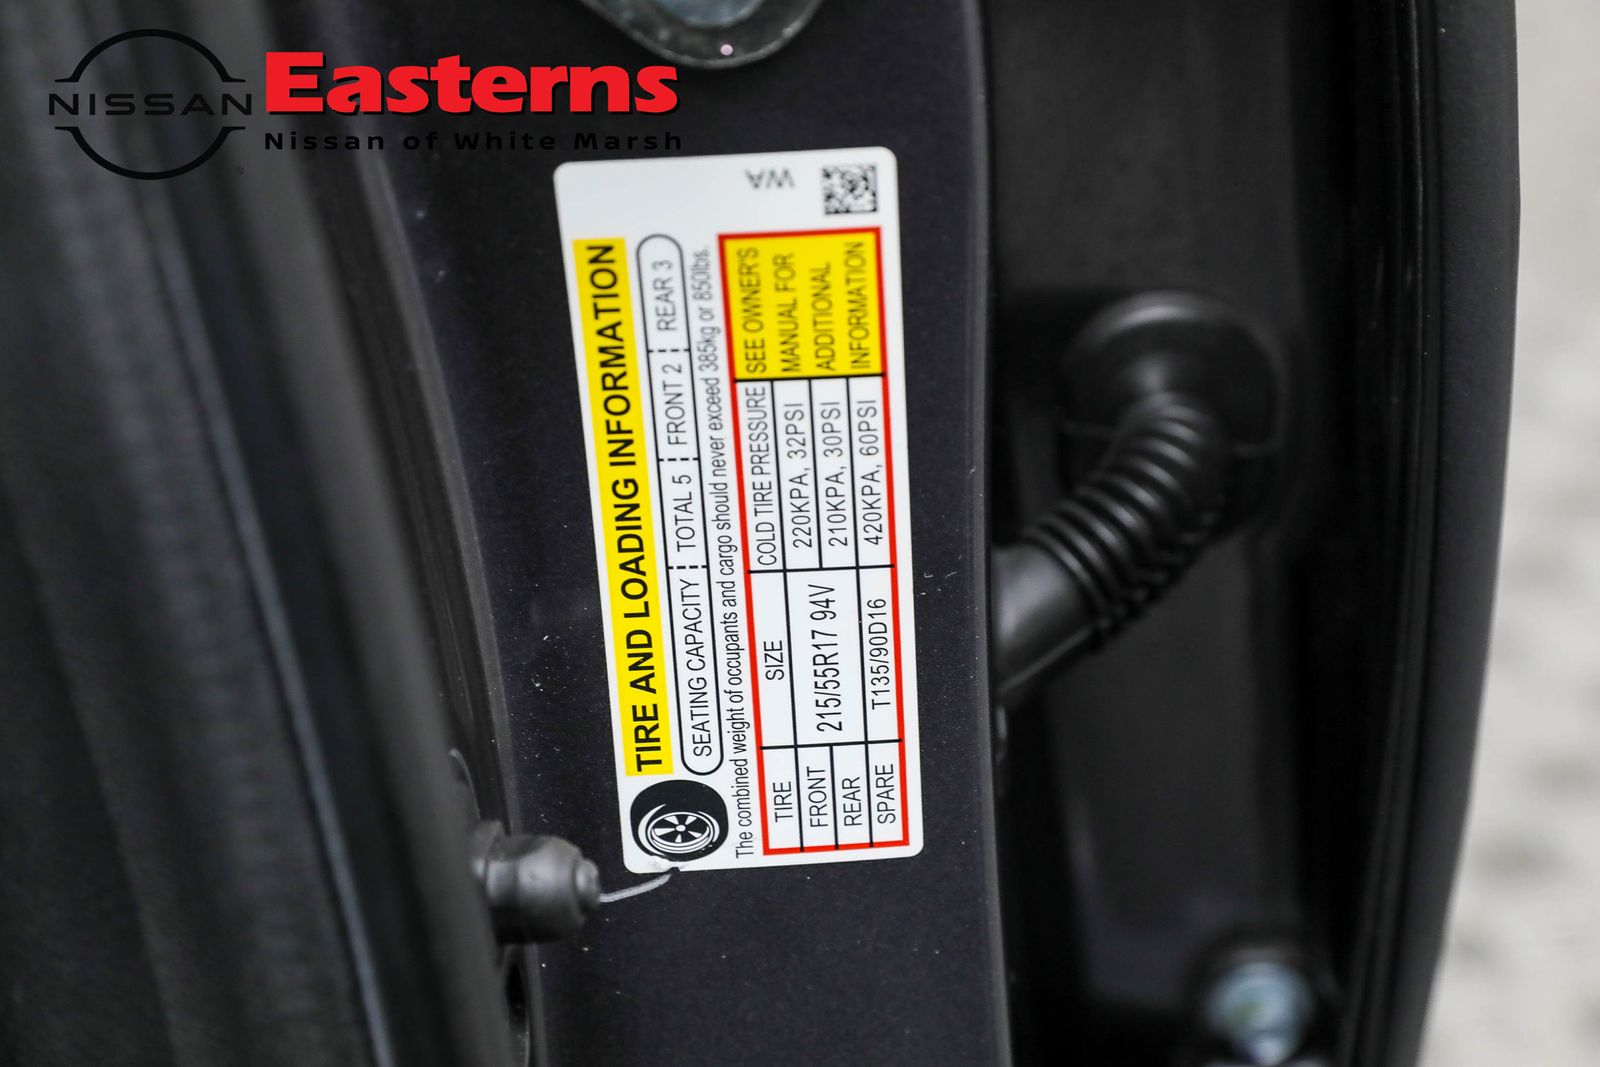 NISSAN
Easterns
Nissan of White Marsh
WA
TIRE AND LOADING INFORMATION
SEATING CAPACITY TOTAL 5 FRONT 2 REAR 3
The combined weight of occupants and cargo should never exceed 385kg or 850lbs.
TIRE SIZE COLD TIRE PRESSURE
FRONT 215/55R17 94V 220KPA, 32PSI
REAR 210KPA, 30PSI
SPARE T135/90D16 420KPA, 60PSI
SEE OWNER'S
MANUAL FOR
ADDITIONAL
INFORMATION